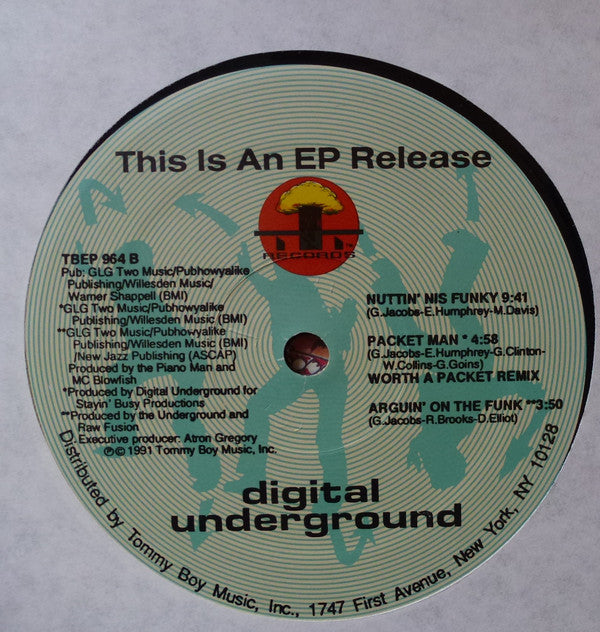 This Is An EP Release
TNT
RECORDS
TBEP 964 B
Pub: GLG Two Music/Pubhowyalike
Publishing/Willesden Music/
Warner Shappell (BMI)
*GLG Two Music/Pubhowyalike
Publishing/Willesden Music (BMI)
**GLG Two Music/Pubhowyalike
Publishing/Willesden Music (BMI)
/New Jazz Publishing (ASCAP)
Produced by the Piano Man and
MC Blowfish
*Produced by Digital Underground for
Stayin' Busy Productions
**Produced by the Underground and
Raw Fusion
Executive producer: Atron Gregory
℗© 1991 Tommy Boy Music, Inc.
NUTTIN' NIS FUNKY 9:41
(G.Jacobs-E.Humphrey-M.Davis)
PACKET MAN * 4:58
(G.Jacobs-E.Humphrey-G.Clinton-
W.Collins-G.Goins)
WORTH A PACKET REMIX
ARGUIN' ON THE FUNK **3:50
(G.Jacobs-R.Brooks-D.Elliot)
digital
underground
Distributed by Tommy Boy Music, Inc., 1747 First Avenue, New York, NY 10128